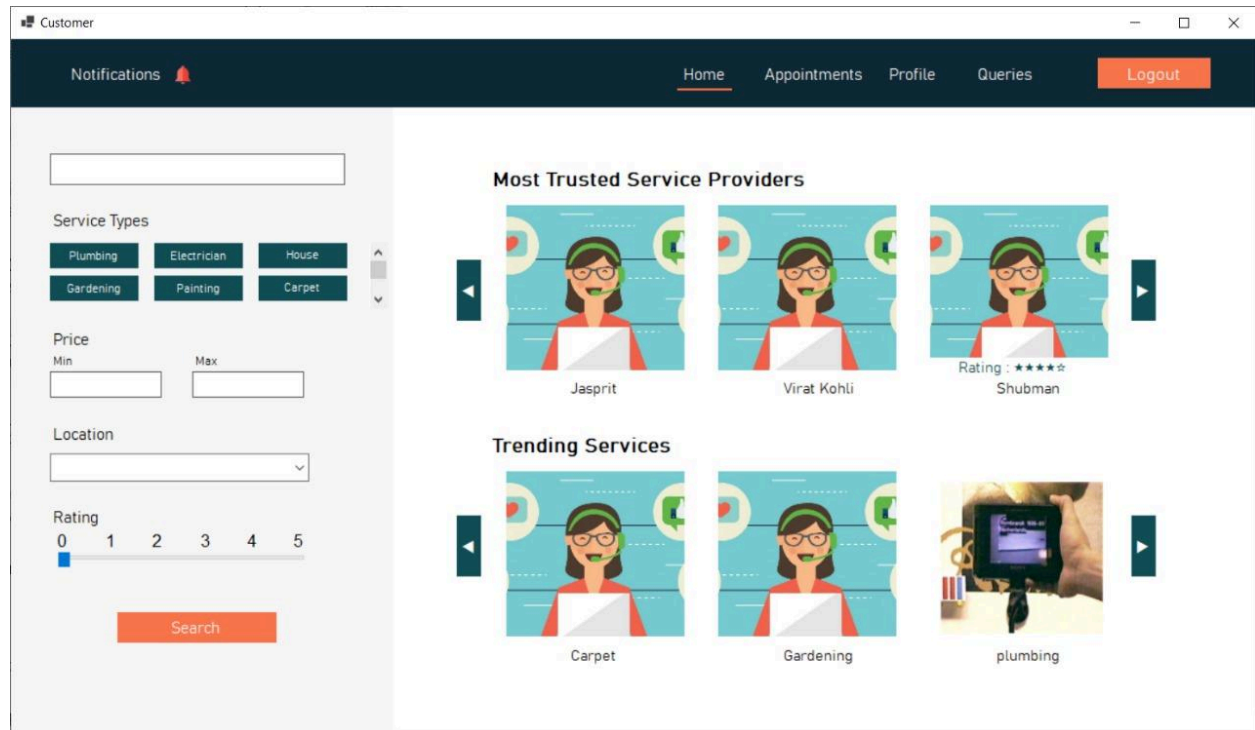 Customer
Notifications
Home Appointments Profile Queries Logout
Service Types
Plumbing Electrician House
Gardening Painting Carpet
Price
Min Max
Location
Rating
0 1 2 3 4 5
Search
Most Trusted Service Providers
Rating : ★★★★☆
Jasprit Virat Kohli Shubman
Trending Services
Carpet Gardening plumbing